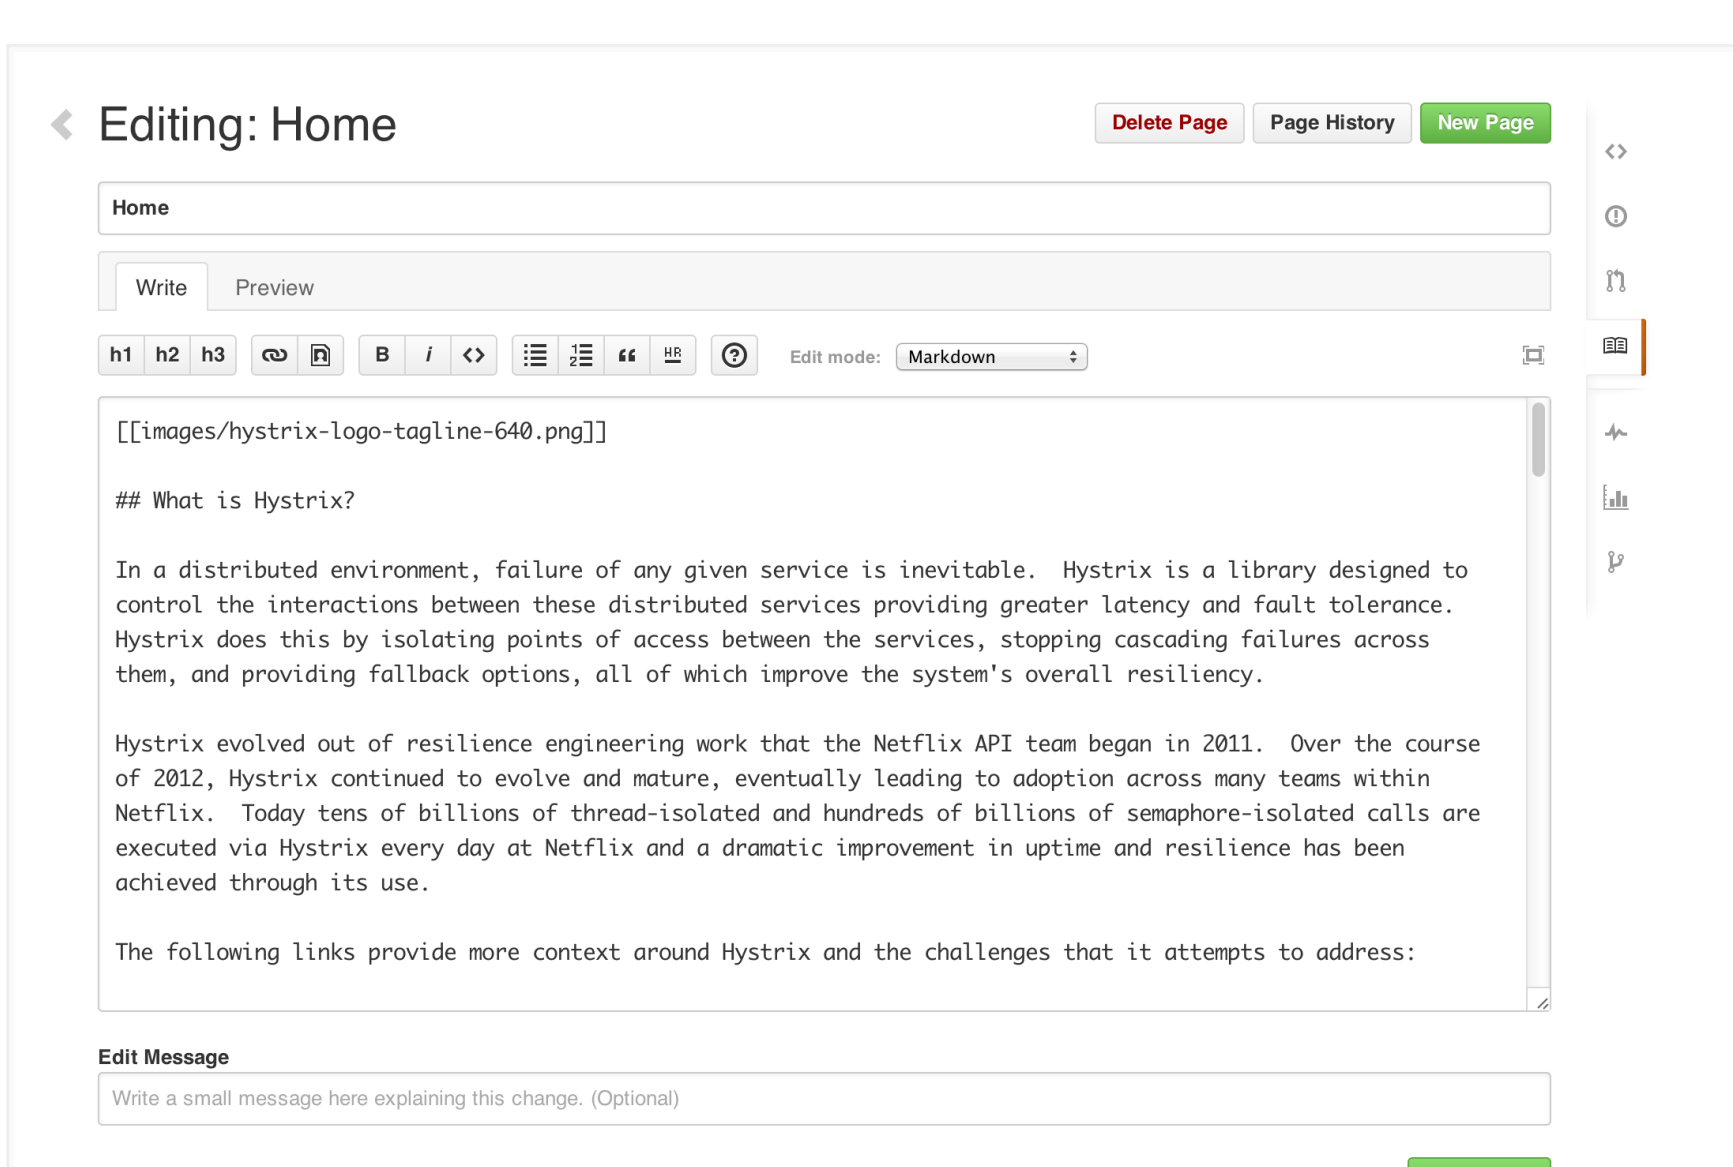 Editing: Home
Delete Page
Page History
New Page
Home
Write
Preview
h1 h2 h3
B i <>
HR
Edit mode: Markdown
[[images/hystrix-logo-tagline-640.png]]
## What is Hystrix?
In a distributed environment, failure of any given service is inevitable.  Hystrix is a library designed to
control the interactions between these distributed services providing greater latency and fault tolerance.
Hystrix does this by isolating points of access between the services, stopping cascading failures across
them, and providing fallback options, all of which improve the system's overall resiliency.
Hystrix evolved out of resilience engineering work that the Netflix API team began in 2011.  Over the course
of 2012, Hystrix continued to evolve and mature, eventually leading to adoption across many teams within
Netflix.  Today tens of billions of thread-isolated and hundreds of billions of semaphore-isolated calls are
executed via Hystrix every day at Netflix and a dramatic improvement in uptime and resilience has been
achieved through its use.
The following links provide more context around Hystrix and the challenges that it attempts to address:
Edit Message
Write a small message here explaining this change. (Optional)